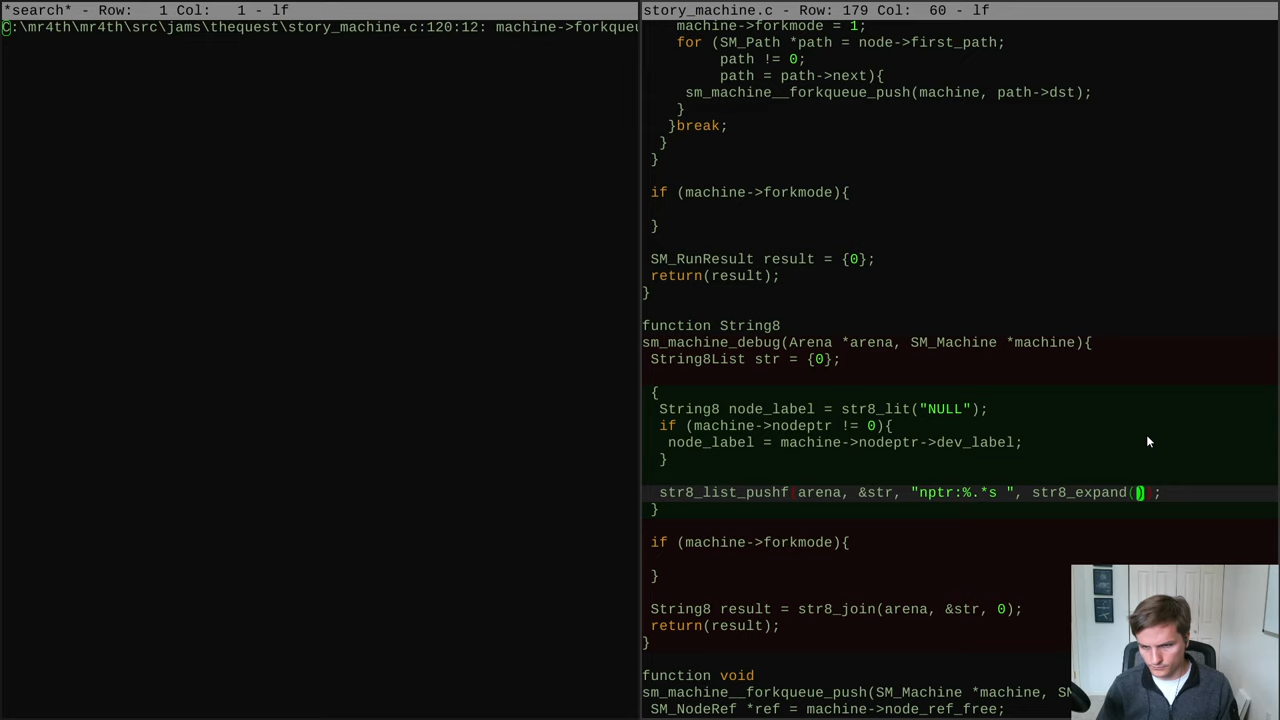 *search* - Row:   1 Col:   1 - lf
C:\mr4th\mr4th\src\jams\thequest\story_machine.c:120:12: machine->forkqueu
story_machine.c - Row: 179 Col:  60 - lf
machine->forkmode = 1;
for (SM_Path *path = node->first_path;
path != 0;
path = path->next){
sm_machine__forkqueue_push(machine, path->dst);
}
}break;
}
}
if (machine->forkmode){
}
SM_RunResult result = {0};
return(result);
}
function String8
sm_machine_debug(Arena *arena, SM_Machine *machine){
String8List str = {0};
{
String8 node_label = str8_lit("NULL");
if (machine->nodeptr != 0){
node_label = machine->nodeptr->dev_label;
}
str8_list_pushf(arena, &str, "nptr:%.*s ", str8_expand());
}
if (machine->forkmode){
}
String8 result = str8_join(arena, &str, 0);
return(result);
}
function void
sm_machine__forkqueue_push(SM_Machine *machine, SM
SM_NodeRef *ref = machine->node_ref_free;